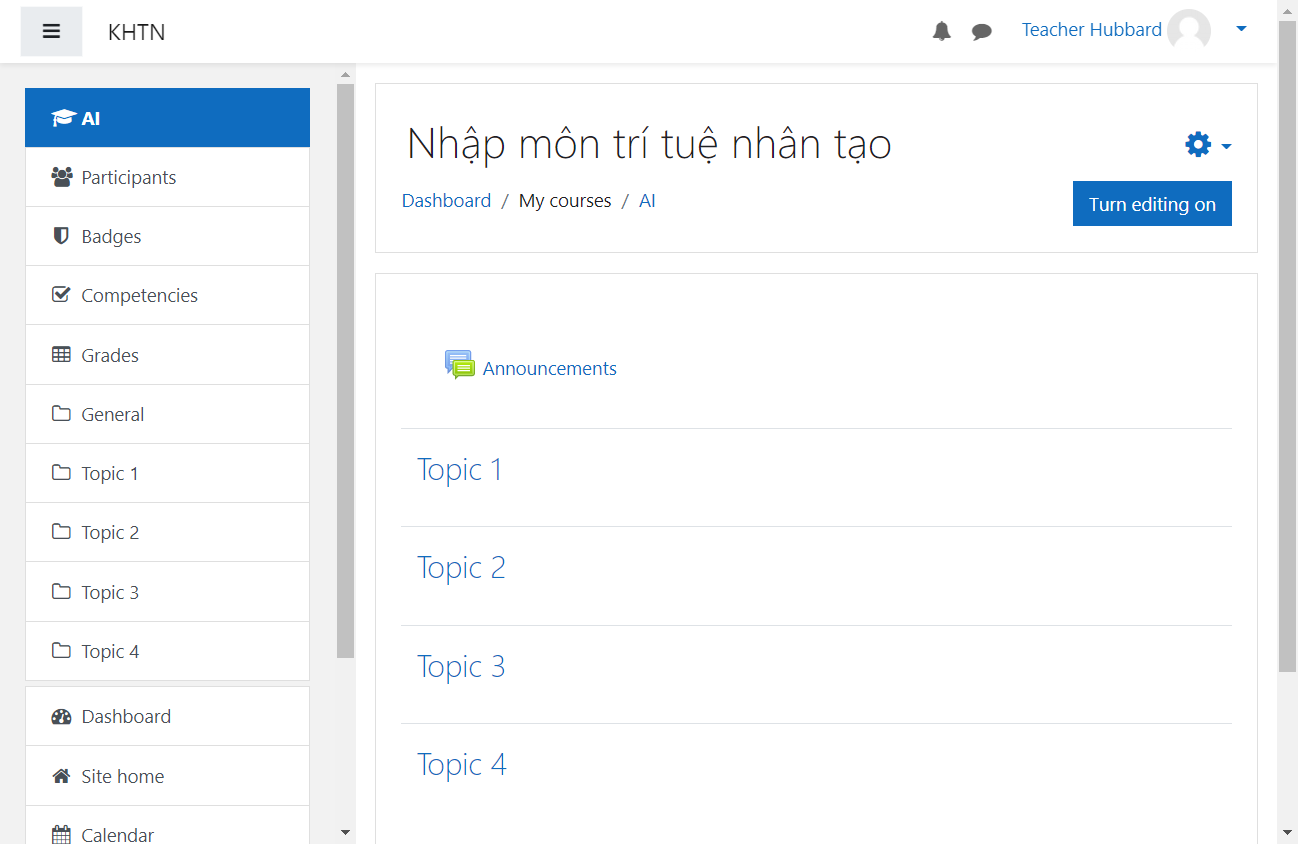 KHTN
Teacher Hubbard
AI
Participants
Badges
Competencies
Grades
General
Topic 1
Topic 2
Topic 3
Topic 4
Dashboard
Site home
Calendar
Nhập môn trí tuệ nhân tạo
Dashboard / My courses / AI
Turn editing on
Announcements
Topic 1
Topic 2
Topic 3
Topic 4